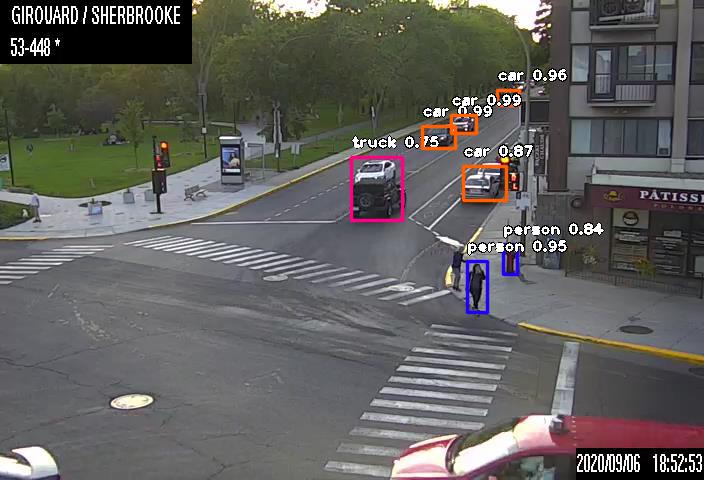 GIROUARD / SHERBROOKE
53-448 *
car 0.96
car 0.99
car 0.99
truck 0.75
car 0.87
PÂTISS
person 0.84
person 0.95
2020/09/06 18:52:53